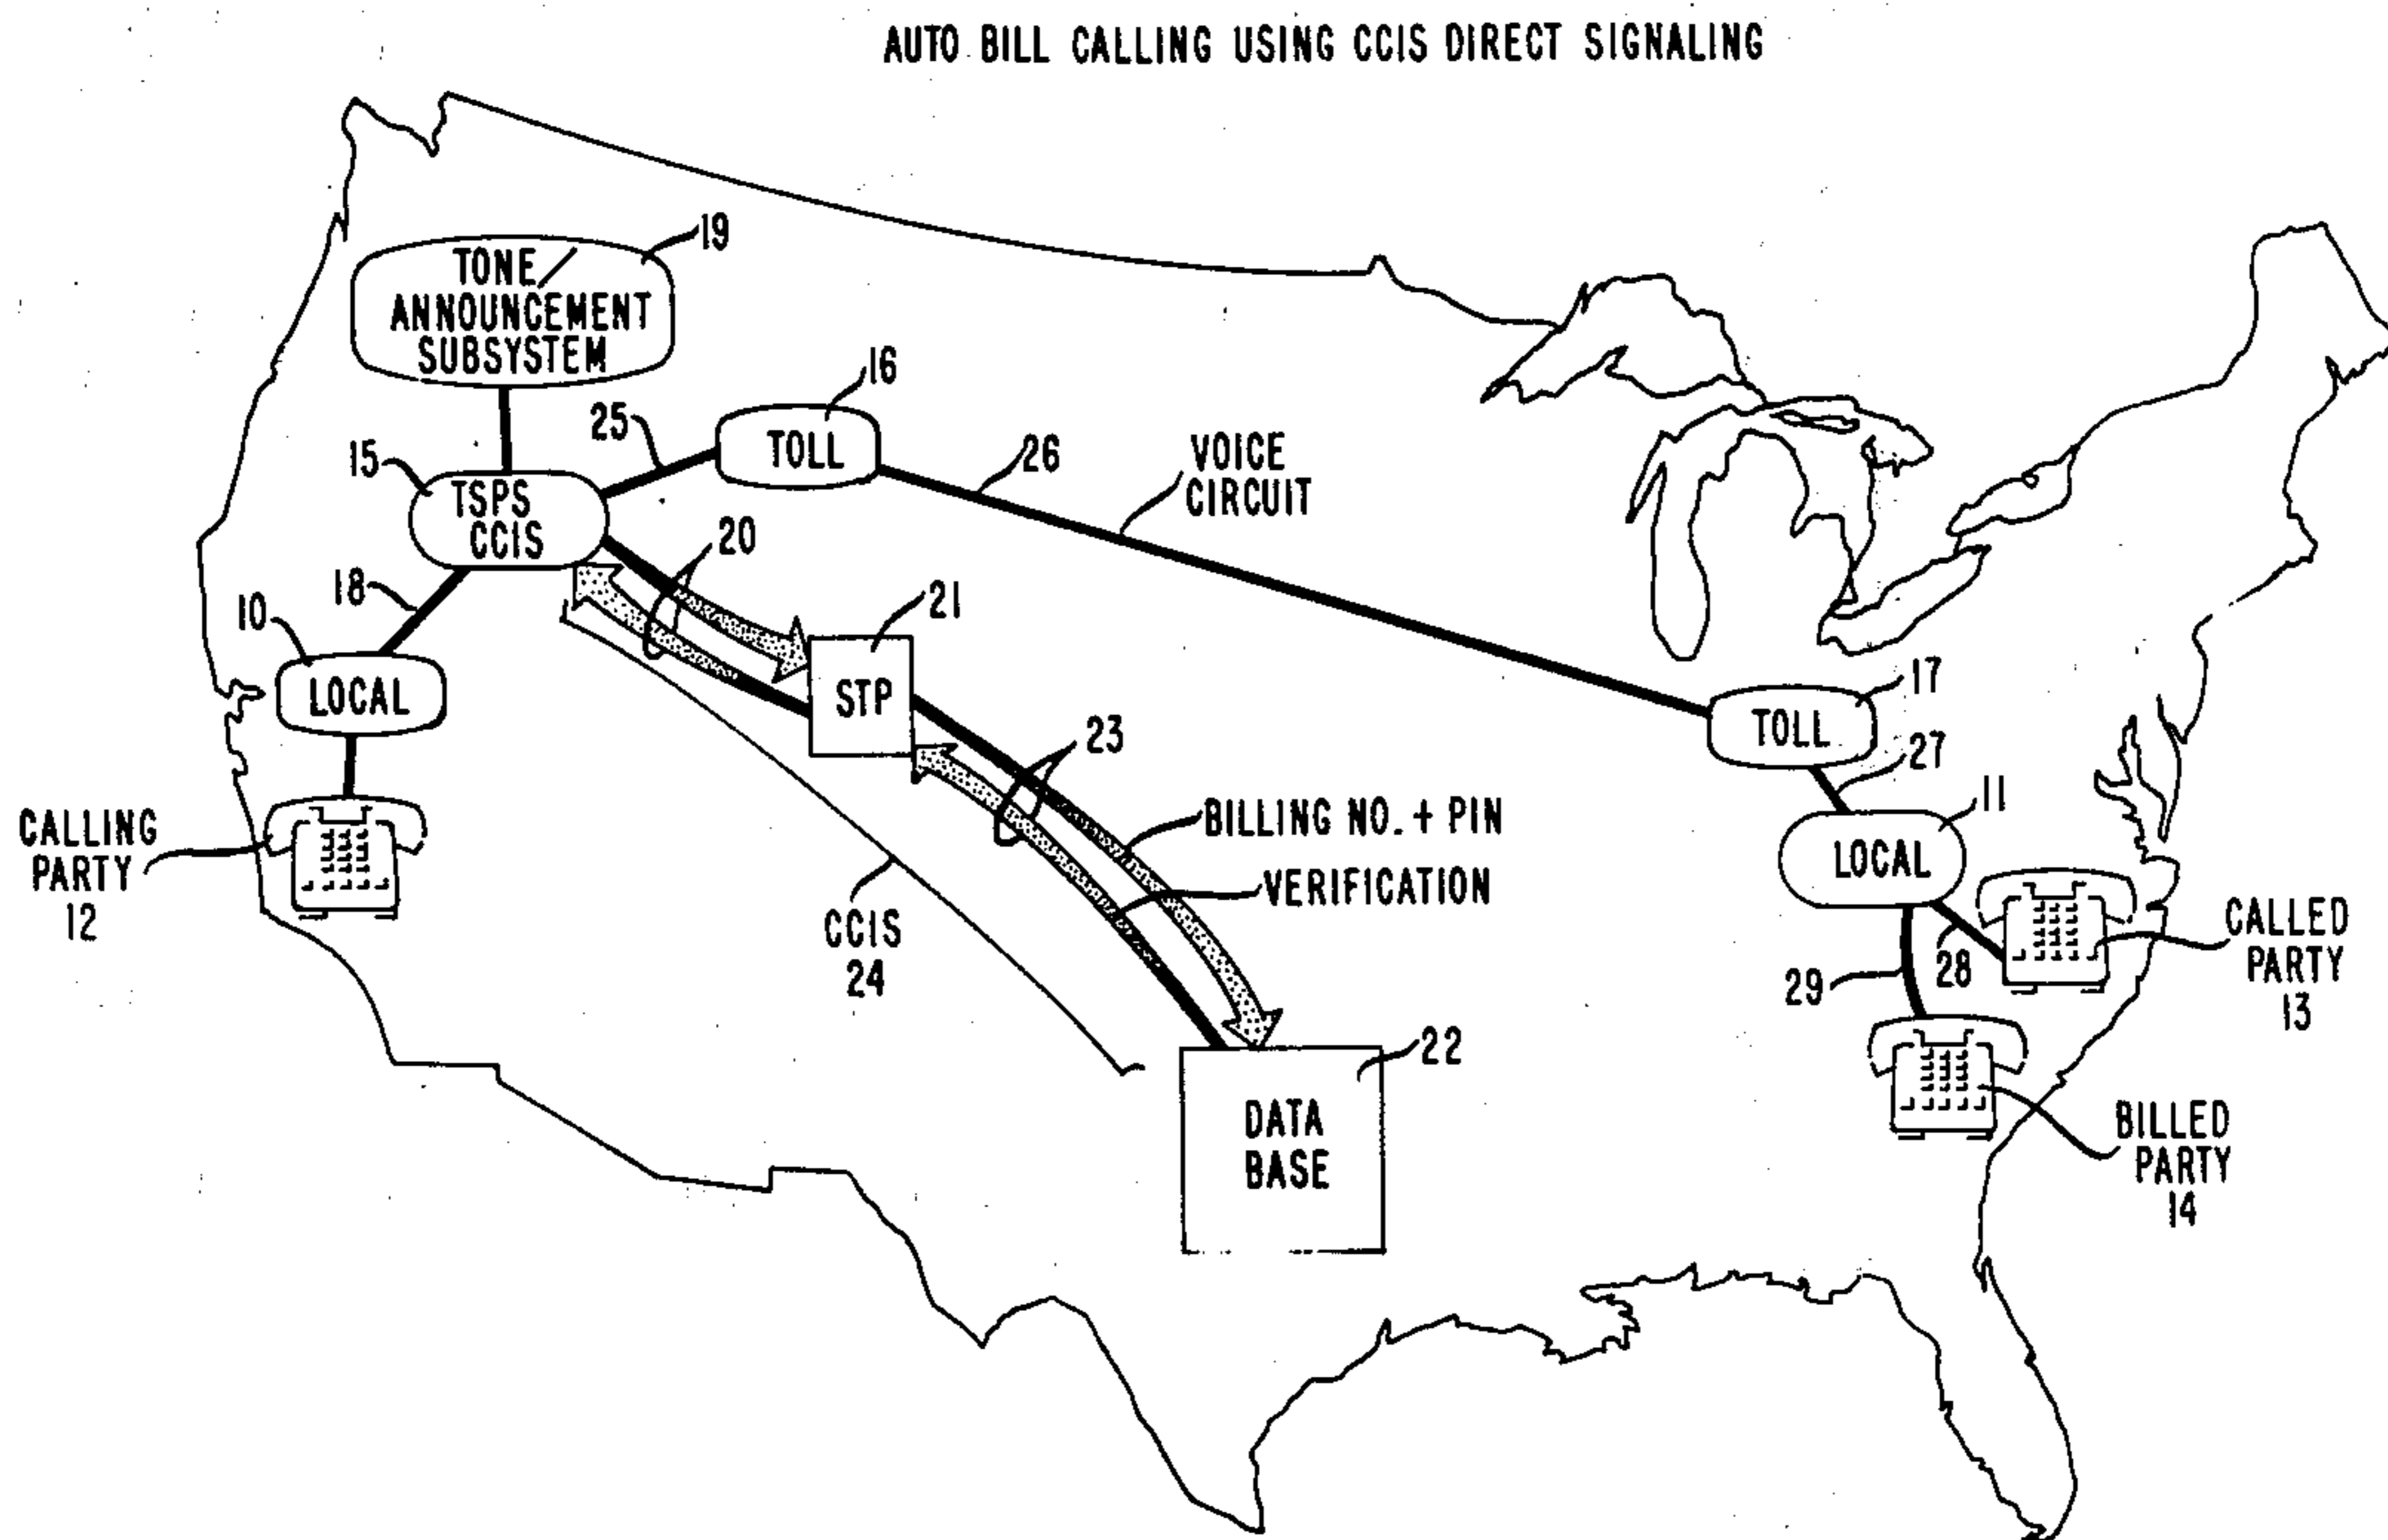 AUTO BILL CALLING USING CCIS DIRECT SIGNALING
19
TONE/
ANNOUNCEMENT
SUBSYSTEM
16
25
TOLL
15
TSPS
CCIS
26
VOICE
CIRCUIT
20
18
10
21
LOCAL
STP
17
TOLL
23
27
11
CALLING
PARTY
12
BILLING NO. + PIN
VERIFICATION
LOCAL
CCIS
24
CALLED
PARTY
13
28
29
22
DATA
BASE
BILLED
PARTY
14